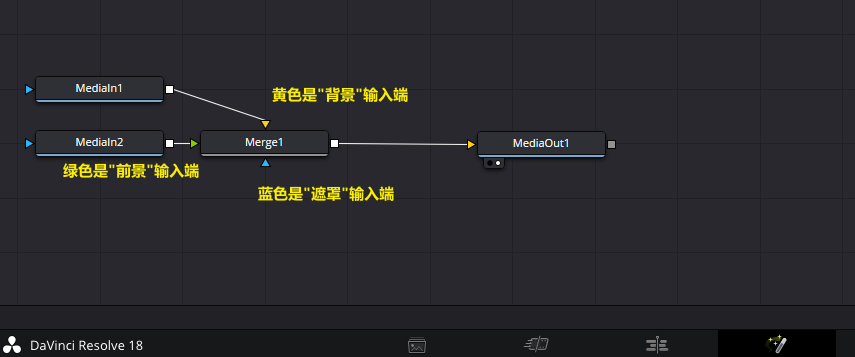 MediaIn1
黄色是"背景"输入端
MediaIn2
Merge1
MediaOut1
绿色是"前景"输入端
蓝色是"遮罩"输入端
DaVinci Resolve 18